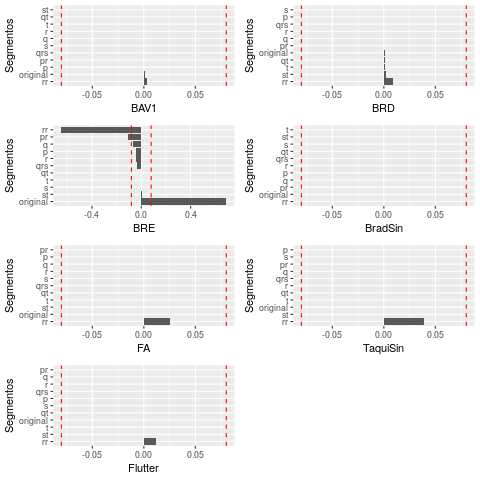 Segmentos
st
qt
t
r
q
s
qrs
pr
p
original
rr
-0.05 0.00 0.05
BAV1
Segmentos
s
p
r
q
pr
original
qrs
qt
t
st
rr
-0.05 0.00 0.05
BRD
Segmentos
rr
pr
q
p
r
qrs
qt
t
s
st
original
-0.4 0.0 0.4
BRE
Segmentos
t
st
s
qt
qrs
r
p
q
pr
original
rr
-0.05 0.00 0.05
BradSin
Segmentos
pr
p
q
r
s
qrs
qt
t
st
original
rr
-0.05 0.00 0.05
FA
Segmentos
p
s
pr
q
r
qrs
qt
t
original
st
rr
-0.05 0.00 0.05
TaquiSin
Segmentos
pr
q
r
qrs
p
s
qt
original
t
st
rr
-0.05 0.00 0.05
Flutter